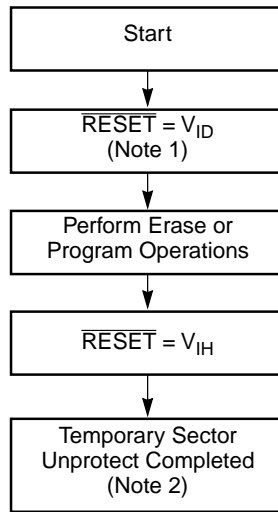 Start
RESET = VID
(Note 1)
Perform Erase or
Program Operations
RESET = VIH
Temporary Sector
Unprotect Completed
(Note 2)